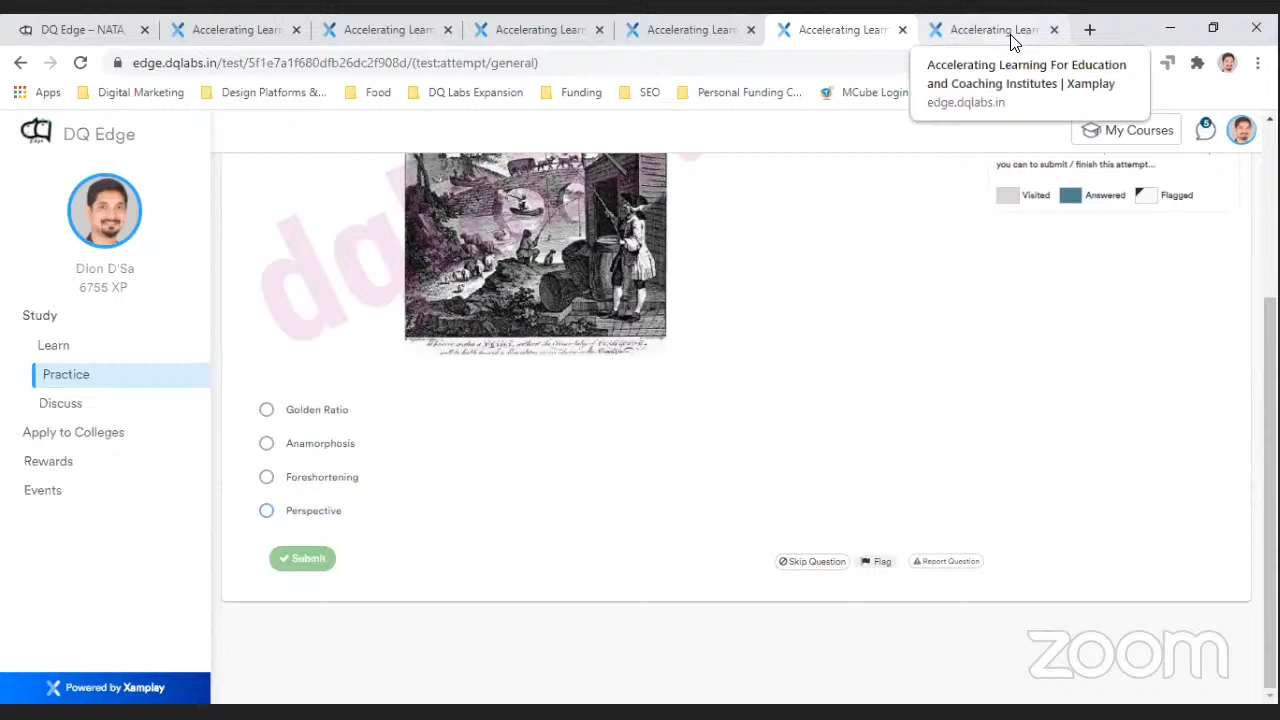 DQ Edge – NATA
Accelerating Learn
Accelerating Learn
Accelerating Learn
Accelerating Learn
Accelerating Learn
Accelerating Learn
edge.dqlabs.in/test/5f1e7a1f680dfb26dc2f908d/(test:attempt/general)
Accelerating Learning For Education
and Coaching Institutes | Xamplay
edge.dqlabs.in
Apps
Digital Marketing
Design Platforms &...
Food
DQ Labs Expansion
Funding
SEO
Personal Funding C...
MCube Login
DQ Edge
My Courses
5
you can to submit / finish this attempt...
Visited
Answered
Flagged
Dion D'Sa
6755 XP
Study
Learn
Practice
Discuss
Apply to Colleges
Rewards
Events
dq
Golden Ratio
Anamorphosis
Foreshortening
Perspective
Submit
Skip Question
Flag
Report Question
zoom
Powered by Xamplay